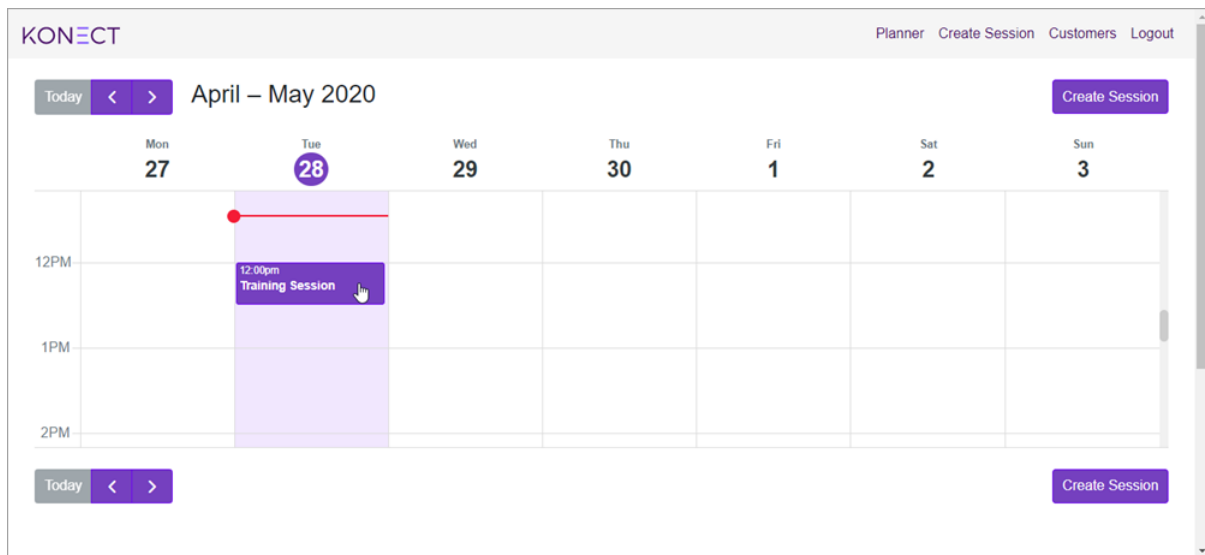 KONECT
Planner Create Session Customers Logout
Today < > April – May 2020 Create Session
Mon Tue Wed Thu Fri Sat Sun
27 28 29 30 1 2 3
12PM
12:00pm
Training Session
1PM
2PM
Today < > Create Session